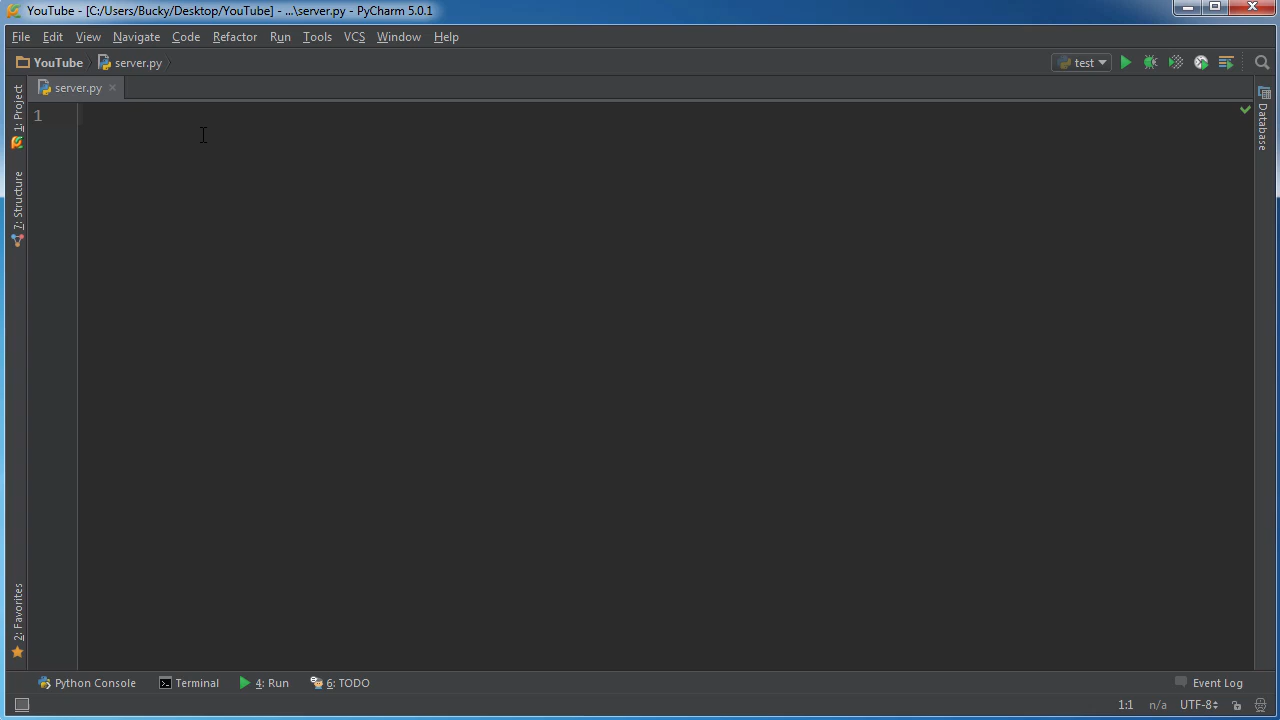 YouTube - [C:/Users/Bucky/Desktop/YouTube] - ...\server.py - PyCharm 5.0.1
File Edit View Navigate Code Refactor Run Tools VCS Window Help
YouTube server.py test
server.py
1
1: Project
7: Structure
2: Favorites
Database
Python Console Terminal 4: Run 6: TODO Event Log
1:1 n/a UTF-8